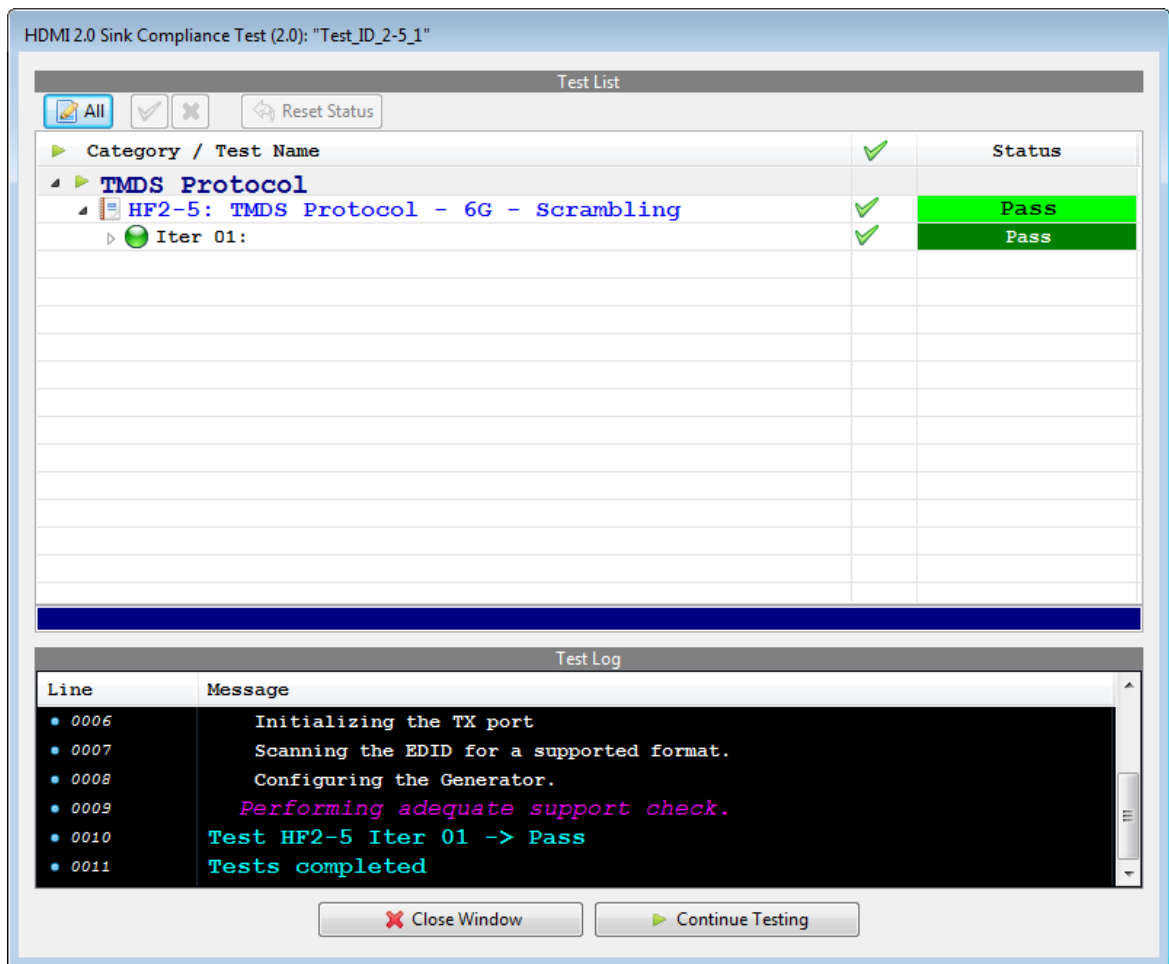 HDMI 2.0 Sink Compliance Test (2.0): "Test_ID_2-5_1"
Test List
All Reset Status
Category / Test Name Status
TMDS Protocol
HF2-5: TMDS Protocol - 6G - Scrambling Pass
Iter 01: Pass
Test Log
Line Message
0006 Initializing the TX port
0007 Scanning the EDID for a supported format.
0008 Configuring the Generator.
0009 Performing adequate support check.
0010 Test HF2-5 Iter 01 -> Pass
0011 Tests completed
Close Window Continue Testing